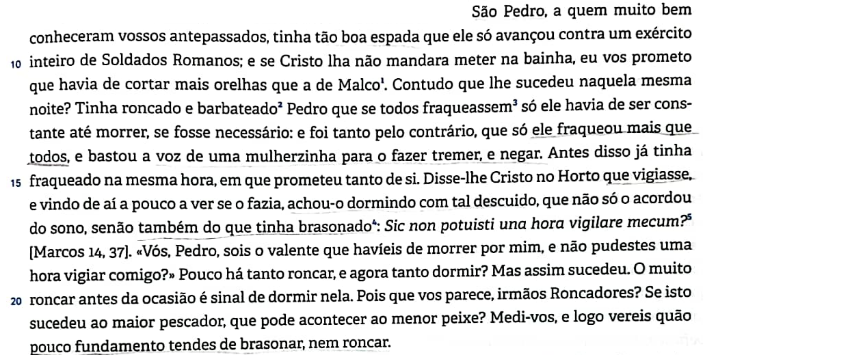 São Pedro, a quem muito bem
conheceram vossos antepassados, tinha tão boa espada que ele só avançou contra um exército
10 inteiro de Soldados Romanos; e se Cristo lha não mandara meter na bainha, eu vos prometo
que havia de cortar mais orelhas que a de Malco¹. Contudo que lhe sucedeu naquela mesma
noite? Tinha roncado e barbateado² Pedro que se todos fraqueassem³ só ele havia de ser cons-
tante até morrer, se fosse necessário: e foi tanto pelo contrário, que só ele fraqueou mais que
todos, e bastou a voz de uma mulherzinha para o fazer tremer, e negar. Antes disso já tinha
15 fraqueado na mesma hora, em que prometeu tanto de si. Disse-lhe Cristo no Horto que vigiasse,
e vindo de aí a pouco a ver se o fazia, achou-o dormindo com tal descuido, que não só o acordou
do sono, senão também do que tinha brasonado⁴: Sic non potuisti una hora vigilare mecum?⁵
[Marcos 14, 37]. «Vós, Pedro, sois o valente que havíeis de morrer por mim, e não pudestes uma
hora vigiar comigo?» Pouco há tanto roncar, e agora tanto dormir? Mas assim sucedeu. O muito
20 roncar antes da ocasião é sinal de dormir nela. Pois que vos parece, irmãos Roncadores? Se isto
sucedeu ao maior pescador, que pode acontecer ao menor peixe? Medi-vos, e logo vereis quão
pouco fundamento tendes de brasonar, nem roncar.